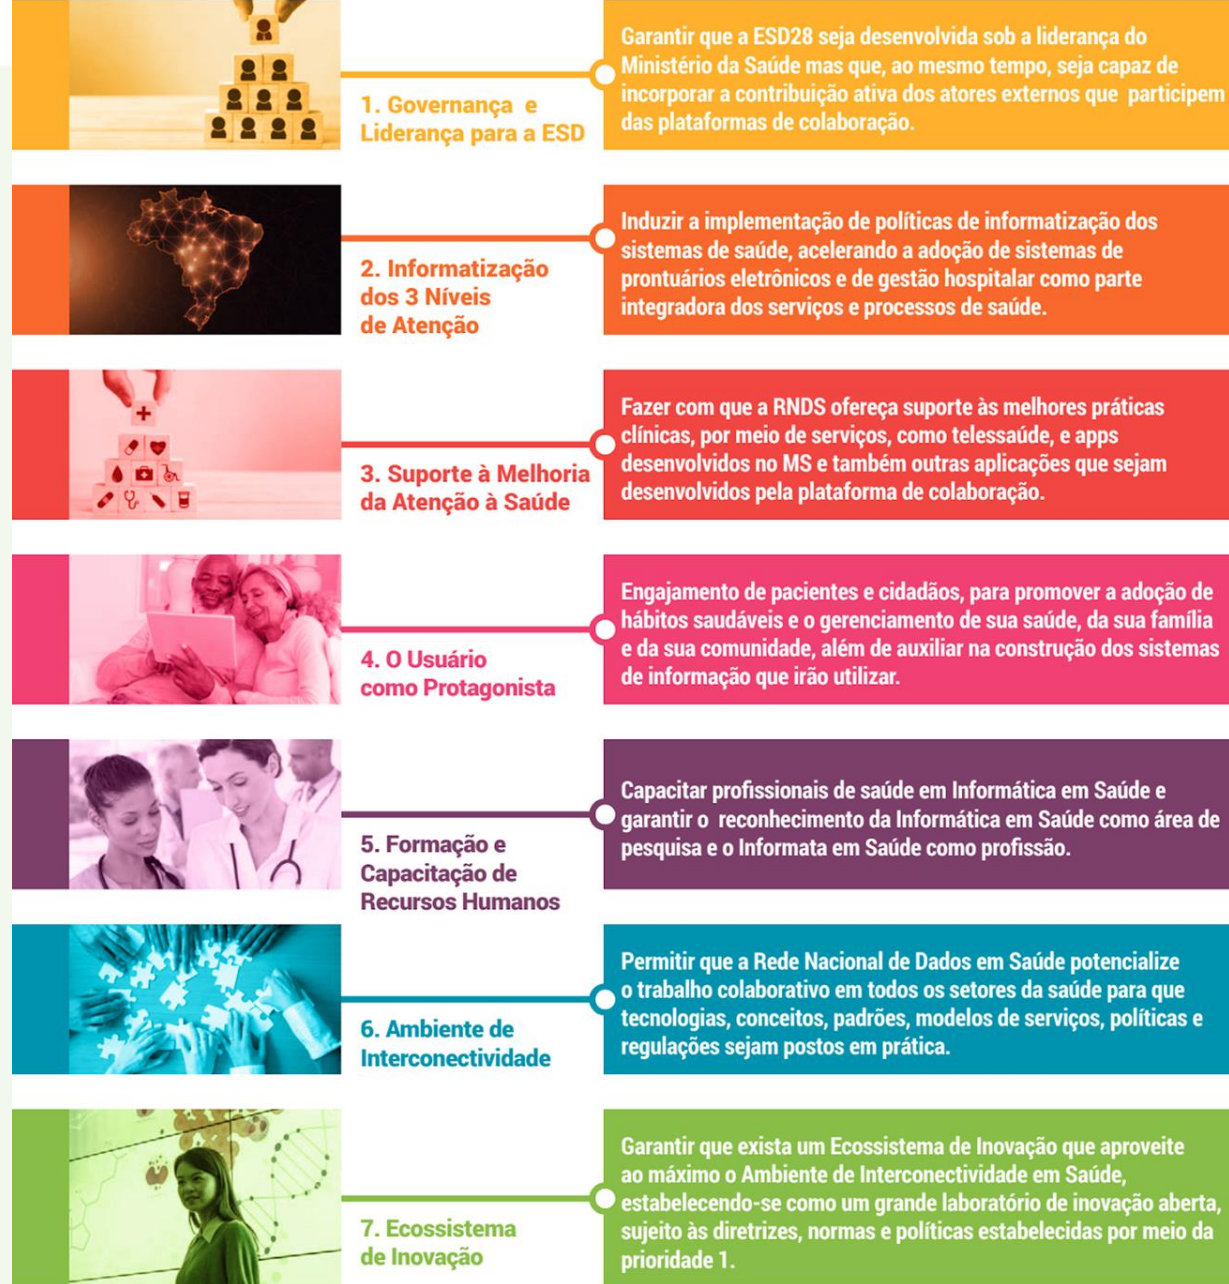 1. Governança e
Liderança para a ESD
Garantir que a ESD28 seja desenvolvida sob a liderança do
Ministério da Saúde mas que, ao mesmo tempo, seja capaz de
incorporar a contribuição ativa dos atores externos que participem
das plataformas de colaboração.
2. Informatização
dos 3 Níveis
de Atenção
Induzir a implementação de políticas de informatização dos
sistemas de saúde, acelerando a adoção de sistemas de
prontuários eletrônicos e de gestão hospitalar como parte
integradora dos serviços e processos de saúde.
3. Suporte à Melhoria
da Atenção à Saúde
Fazer com que a RNDS ofereça suporte às melhores práticas
clínicas, por meio de serviços, como telessaúde, e apps
desenvolvidos no MS e também outras aplicações que sejam
desenvolvidos pela plataforma de colaboração.
4. O Usuário
como Protagonista
Engajamento de pacientes e cidadãos, para promover a adoção de
hábitos saudáveis e o gerenciamento de sua saúde, da sua família
e da sua comunidade, além de auxiliar na construção dos sistemas
de informação que irão utilizar.
5. Formação e
Capacitação de
Recursos Humanos
Capacitar profissionais de saúde em Informática em Saúde e
garantir o reconhecimento da Informática em Saúde como área de
pesquisa e o Informata em Saúde como profissão.
6. Ambiente de
Interconectividade
Permitir que a Rede Nacional de Dados em Saúde potencialize
o trabalho colaborativo em todos os setores da saúde para que
tecnologias, conceitos, padrões, modelos de serviços, políticas e
regulações sejam postos em prática.
7. Ecossistema
de Inovação
Garantir que exista um Ecossistema de Inovação que aproveite
ao máximo o Ambiente de Interconectividade em Saúde,
estabelecendo-se como um grande laboratório de inovação aberta,
sujeito às diretrizes, normas e políticas estabelecidas por meio da
prioridade 1.